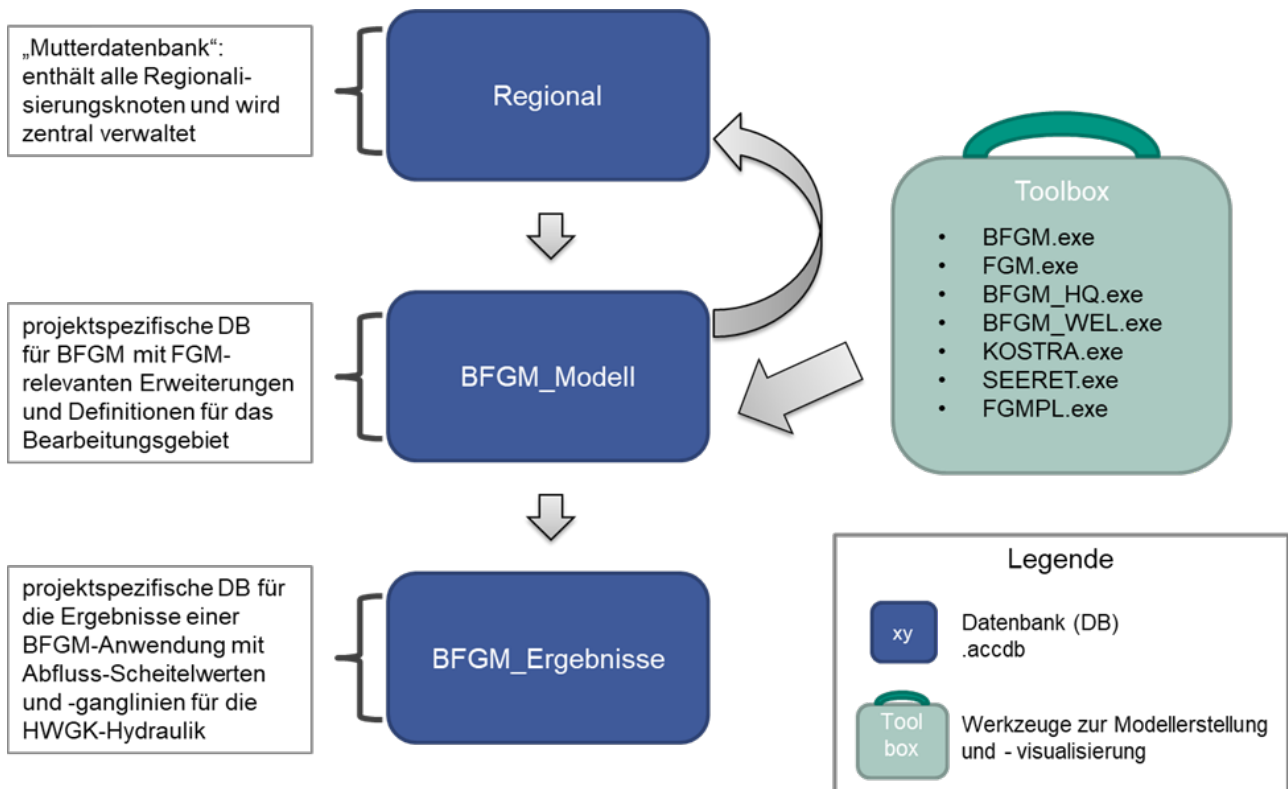 „Mutterdatenbank“:
enthält alle Regionali-
sierungsknoten und wird
zentral verwaltet
Regional
projektspezifische DB
für BFGM mit FGM-
relevanten Erweiterungen
und Definitionen für das
Bearbeitungsgebiet
BFGM_Modell
projektspezifische DB für
die Ergebnisse einer
BFGM-Anwendung mit
Abfluss-Scheitelwerten
und -ganglinien für die
HWGK-Hydraulik
BFGM_Ergebnisse
Toolbox
• BFGM.exe
• FGM.exe
• BFGM_HQ.exe
• BFGM_WEL.exe
• KOSTRA.exe
• SEERET.exe
• FGMPL.exe
Legende
xy
Datenbank (DB)
.accdb
Tool
box
Werkzeuge zur Modellerstellung
und - visualisierung